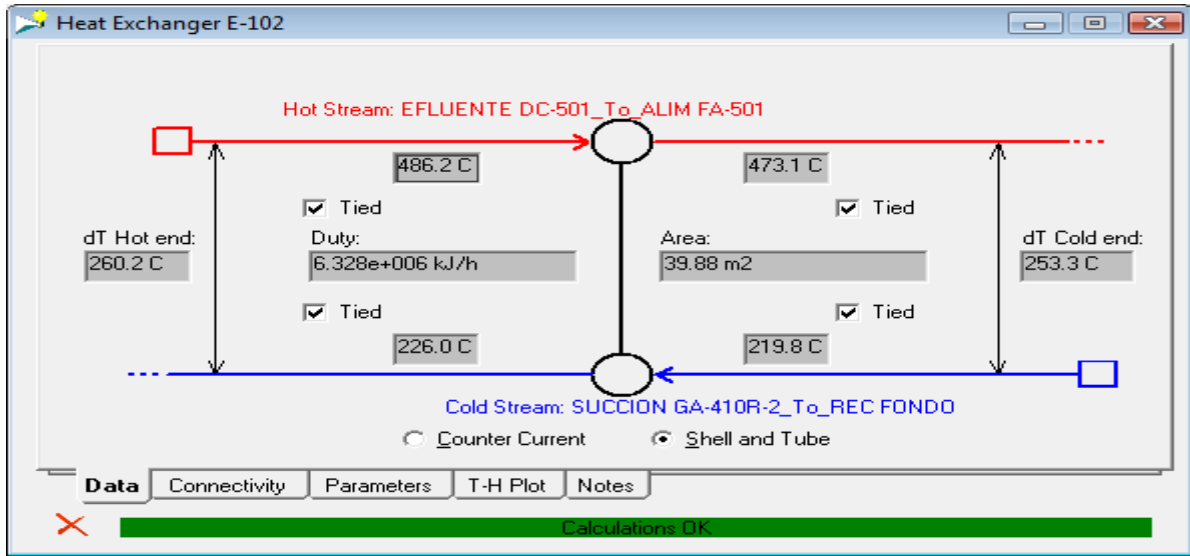 Heat Exchanger E-102
Hot Stream: EFLUENTE DC-501_To_ALIM FA-501
486.2 C 473.1 C
Tied Tied
dT Hot end: Duty: Area: dT Cold end:
260.2 C 6.328e+006 kJ/h 39.88 m2 253.3 C
Tied Tied
226.0 C 219.8 C
Cold Stream: SUCCION GA-410R-2_To_REC FONDO
Counter Current Shell and Tube
Data Connectivity Parameters T-H Plot Notes
Calculations OK